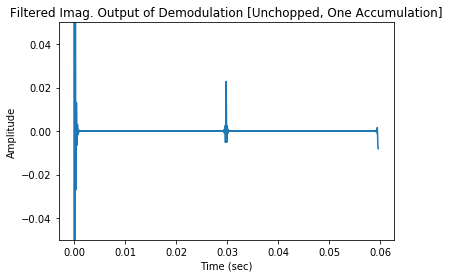 Filtered Imag. Output of Demodulation [Unchopped, One Accumulation]
0.04
0.02
0.00
−0.02
−0.04
Amplitude
0.00 0.01 0.02 0.03 0.04 0.05 0.06
Time (sec)